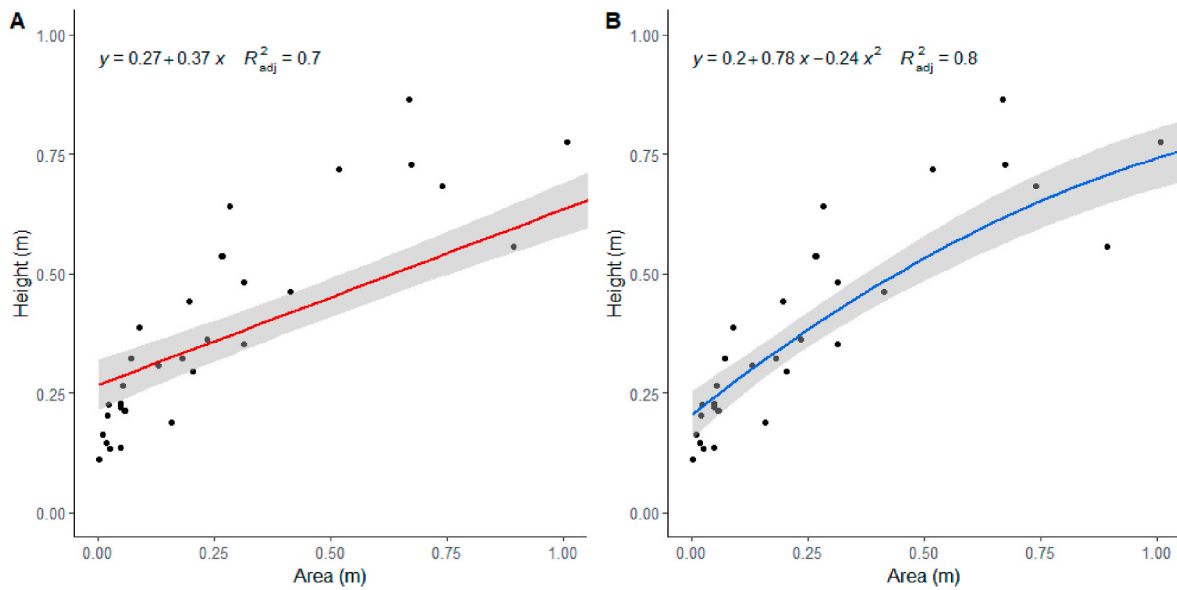 A
y = 0.27 + 0.37 x R²adj = 0.7
1.00
0.75
0.50
0.25
0.00
Height (m)
0.00 0.25 0.50 0.75 1.00
Area (m)
B
y = 0.2 + 0.78 x − 0.24 x² R²adj = 0.8
1.00
0.75
0.50
0.25
0.00
Height (m)
0.00 0.25 0.50 0.75 1.00
Area (m)